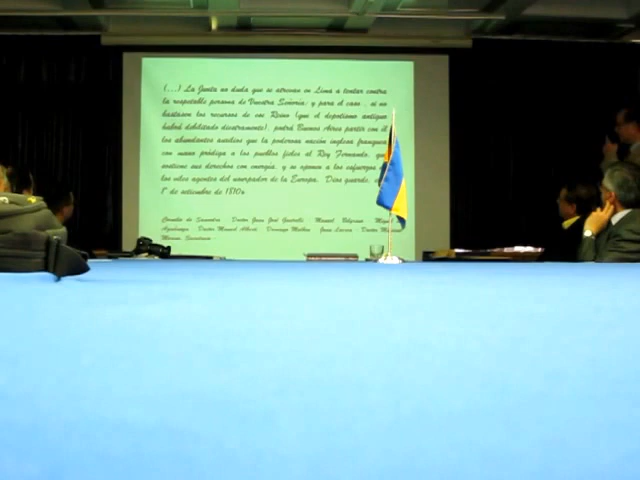 (...) La Junta no duda que se atrevan en Lima a tentar contra
la respetable persona de Vuestra Señoría; y para el caso, si no
bastasen los recursos de ese Reino (que el depotismo antiguo
habrá debilitado diestramente), podrá Buenos Aires partir con él
los abundantes auxilios que la poderosa nación inglesa franquea
con mano pródiga a los pueblos fieles al Rey Fernando, que
sostiene sus derechos con energía, y se oponen a los esfuerzos
los viles agentes del usurpador de la Europa. Dios guarde,
8 de setiembre de 1810»
Cornelio de Saavedra Doctor Juan José Castelli Manuel Belgrano Miguel
Azcuénaga Doctor Manuel Alberti Domingo Matheu Juan Larrea Doctor
Moreno, Secretario